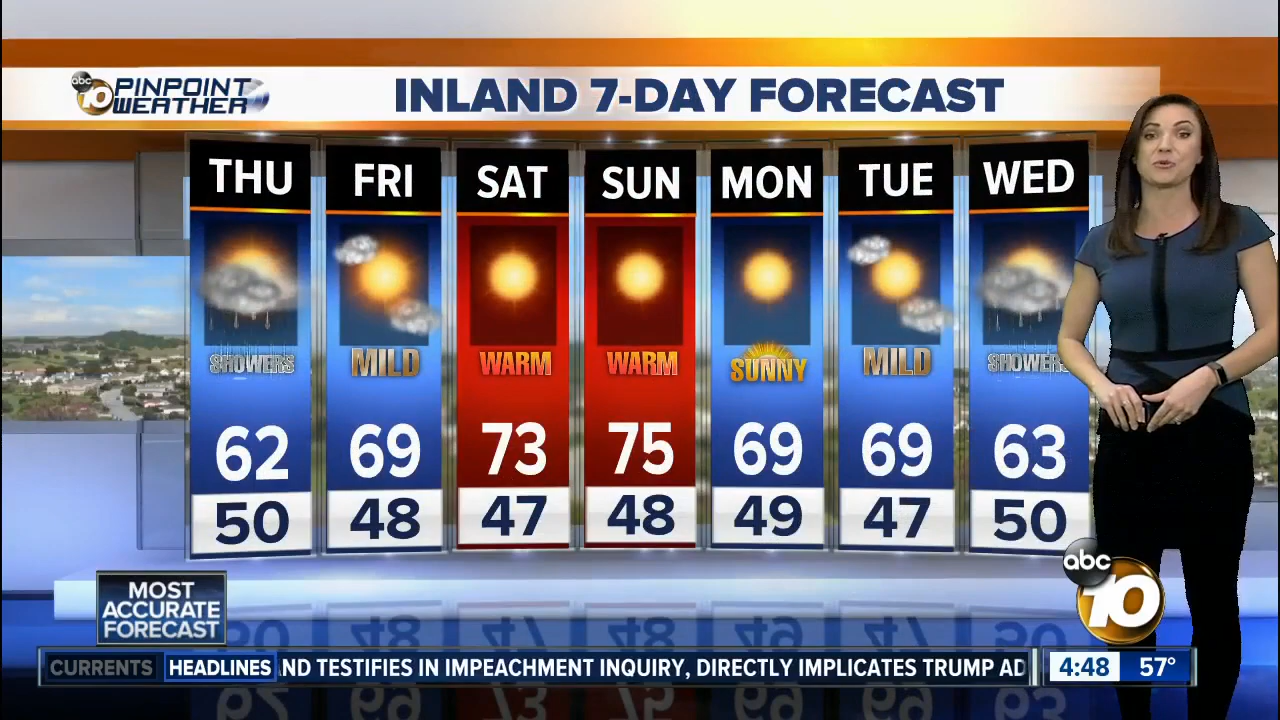 abc 10 PINPOINT WEATHER
INLAND 7-DAY FORECAST
THU FRI SAT SUN MON TUE WED
SHOWERS MILD WARM WARM SUNNY MILD SHOWERS
62 69 73 75 69 69 63
50 48 47 48 49 47 50
abc 10
MOST
ACCURATE
FORECAST
CURRENTS HEADLINES ND TESTIFIES IN IMPEACHMENT INQUIRY, DIRECTLY IMPLICATES TRUMP AD 4:48 57°